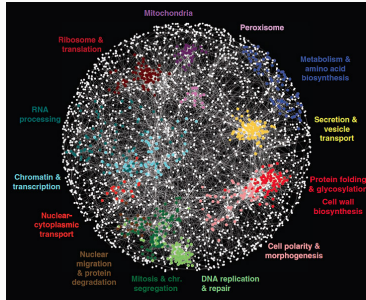 Mitochondria
Peroxisome
Ribosome &
translation
Metabolism &
amino acid
biosynthesis
RNA
processing
Secretion &
vesicle
transport
Chromatin &
transcription
Protein folding
& glycosylation
Cell wall
biosynthesis
Nuclear-
cytoplasmic
transport
Cell polarity &
morphogenesis
Nuclear
migration
& protein
degradation
Mitosis & chr.
segregation
DNA replication
& repair